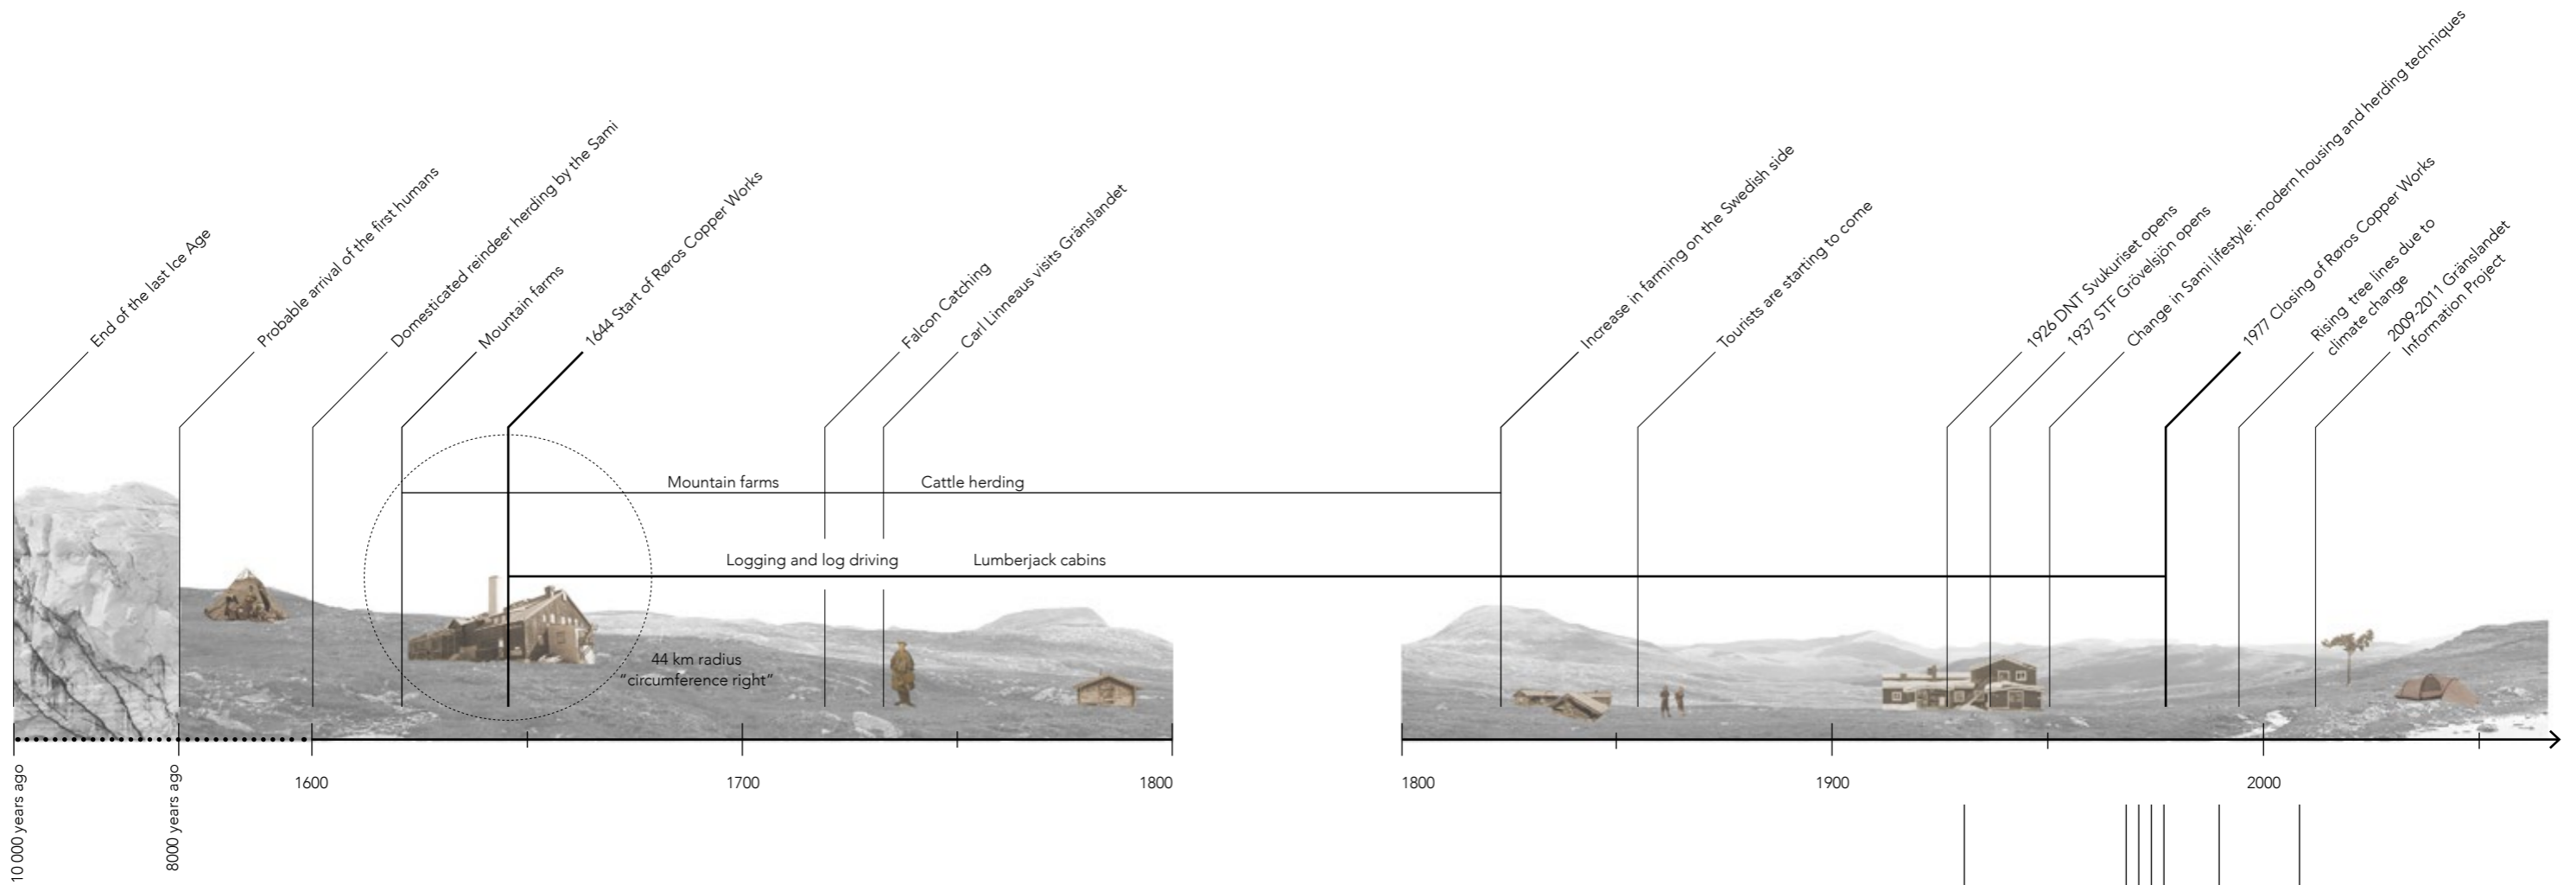 End of the last Ice Age
Probable arrival of the first humans
Domesticated reindeer herding by the Sami
Mountain farms
1644 Start of Røros Copper Works
Falcon Catching
Carl Linneaus visits Gränslandet
Increase in farming on the Swedish side
Tourists are starting to come
1926 DNT Svukuriset opens
1937 STF Grövelsjön opens
Change in Sami lifestyle: modern housing and herding techniques
1977 Closing of Røros Copper Works
Rising tree lines due to
climate change
2009-2011 Gränslandet
Information Project
Mountain farms
Cattle herding
Logging and log driving
Lumberjack cabins
44 km radius
“circumference right”
10 000 years ago
8000 years ago
1600
1700
1800
1800
1900
2000